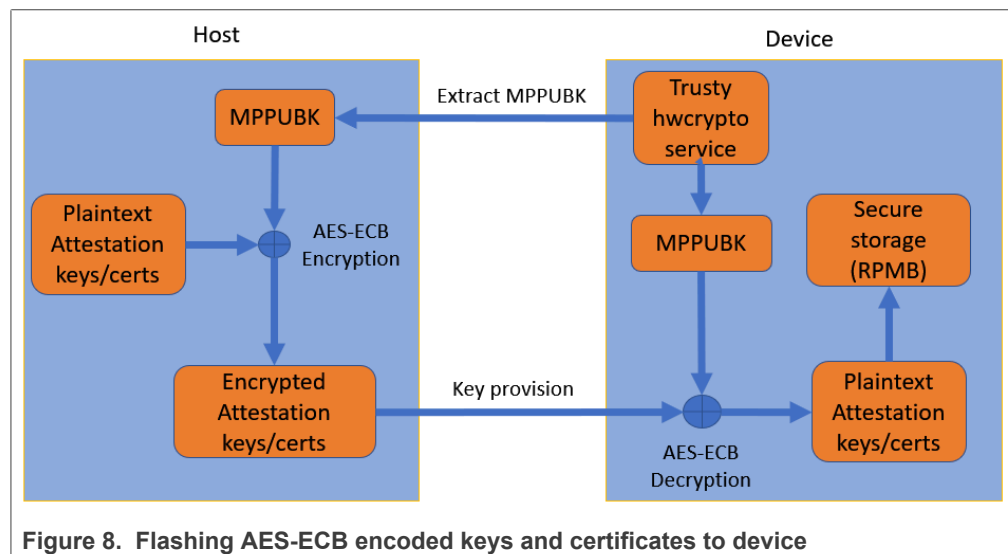 Host
Device
MPPUBK
Extract MPPUBK
Trusty
hwcrypto
service
Plaintext
Attestation
keys/certs
AES-ECB
Encryption
MPPUBK
Secure
storage
(RPMB)
Encrypted
Attestation
keys/certs
Key provision
AES-ECB
Decryption
Plaintext
Attestation
keys/certs
Figure 8. Flashing AES-ECB encoded keys and certificates to device